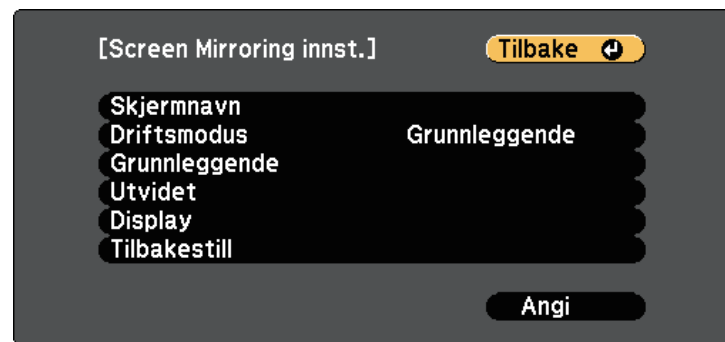 [Screen Mirroring innst.] Tilbake
Skjermnavn
Driftsmodus Grunnleggende
Grunnleggende
Utvidet
Display
Tilbakestill
Angi